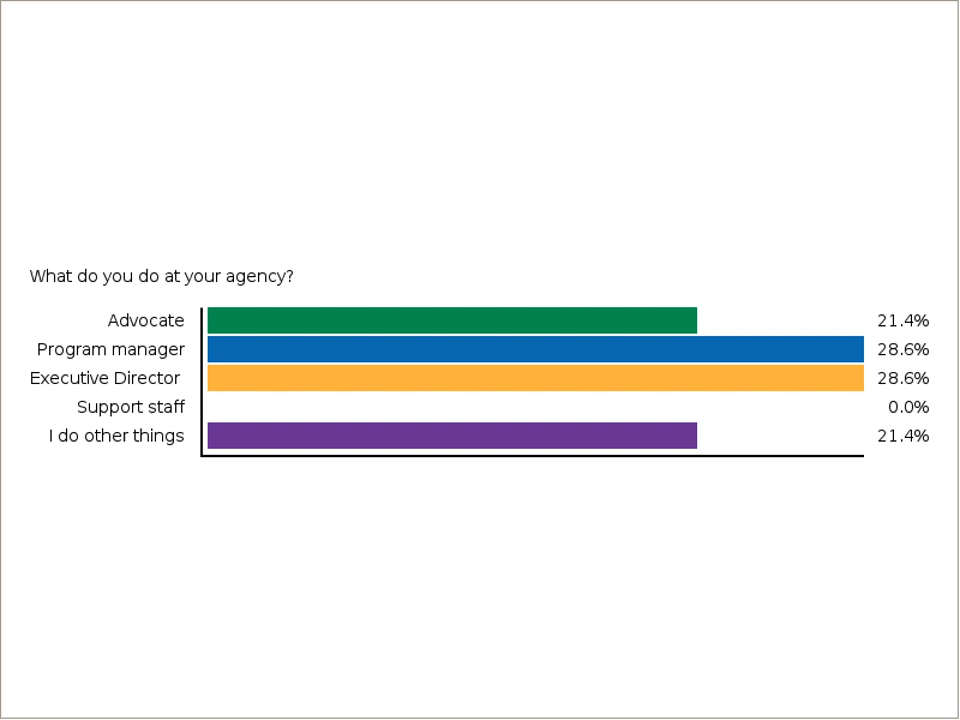 What do you do at your agency?
Advocate 21.4%
Program manager 28.6%
Executive Director 28.6%
Support staff 0.0%
I do other things 21.4%